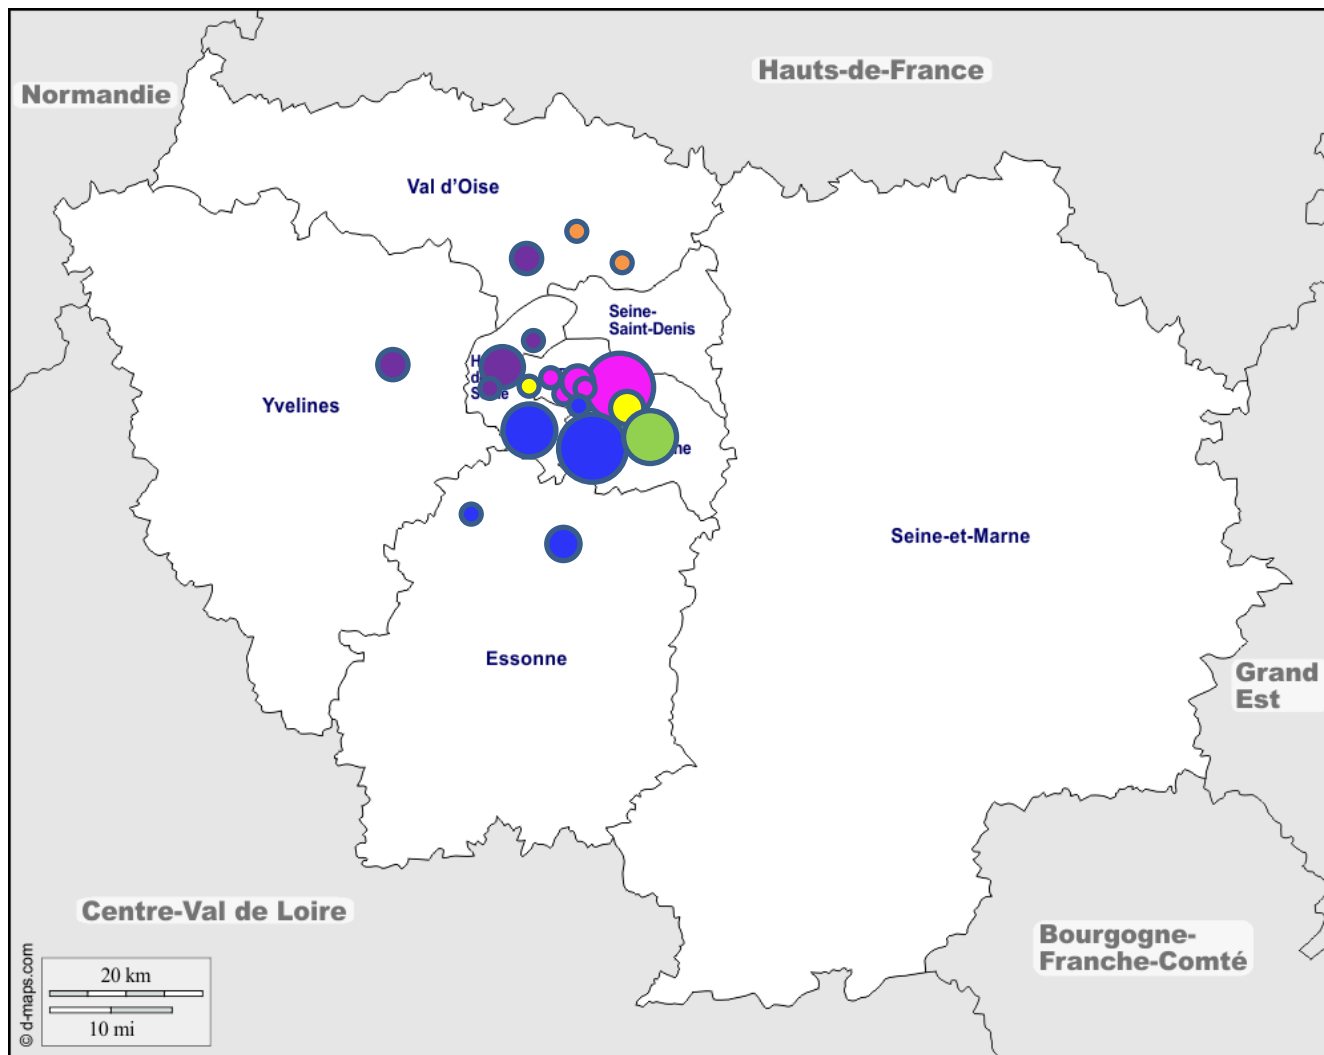 Hauts-de-France
Normandie
Val d'Oise
Seine-
Saint-Denis
Yvelines
Seine-et-Marne
Essonne
Grand
Est
Centre-Val de Loire
Bourgogne-
Franche-Comté
20 km
10 mi
© d-maps.com